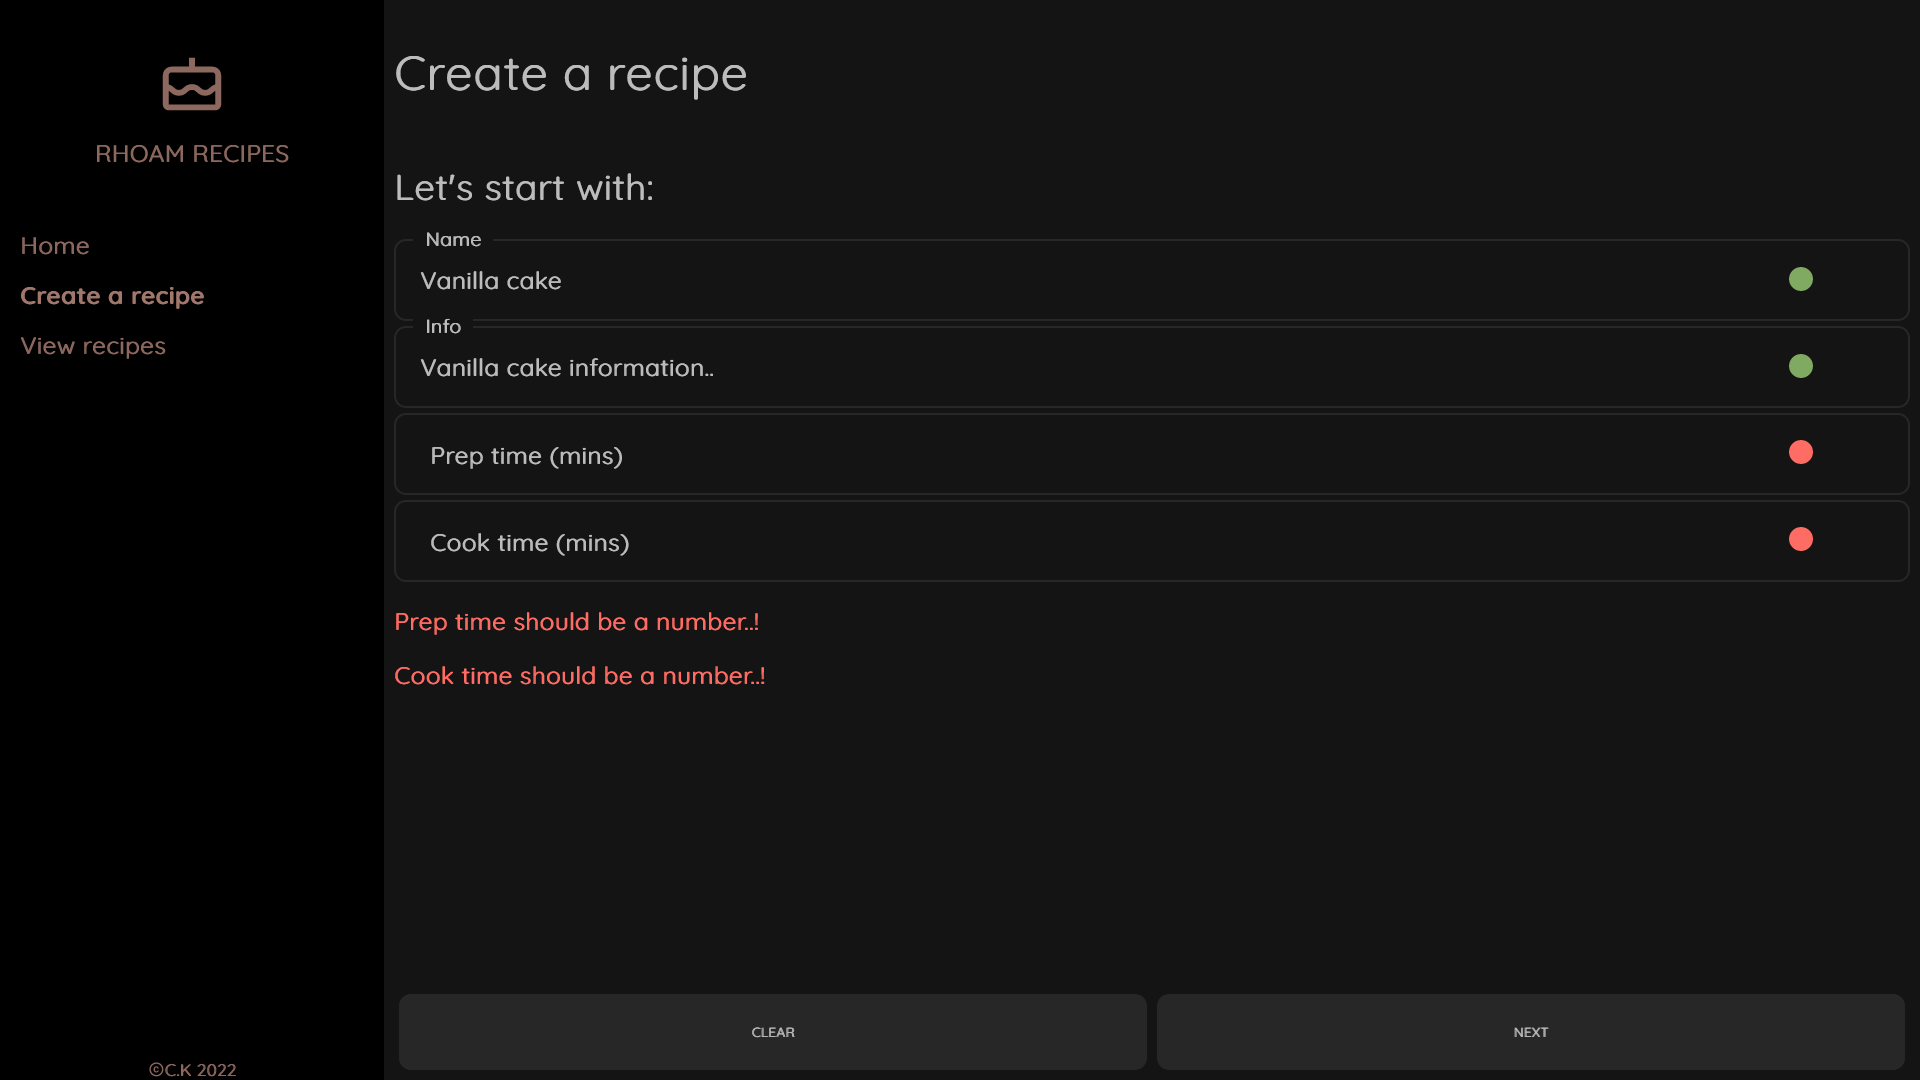 RHOAM RECIPES
Home
Create a recipe
View recipes
©C.K 2022
Create a recipe
Let's start with:
Name
Vanilla cake
Info
Vanilla cake information..
Prep time (mins)
Cook time (mins)
Prep time should be a number..!
Cook time should be a number..!
CLEAR
NEXT